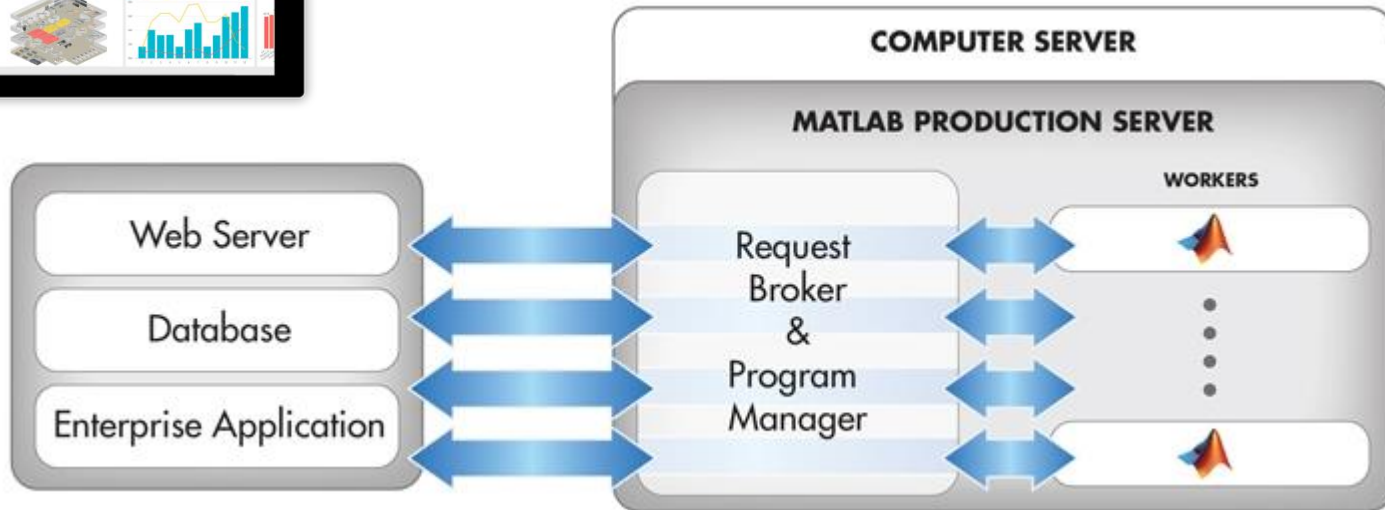 COMPUTER SERVER
MATLAB PRODUCTION SERVER
WORKERS
Web Server
Database
Enterprise Application
Request
Broker
&
Program
Manager